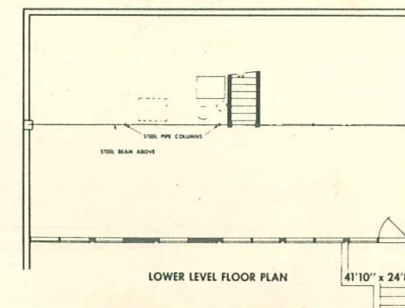 STEEL PIPE COLUMNS
STEEL BEAM ABOVE
LOWER LEVEL FLOOR PLAN
41'10" x 24'